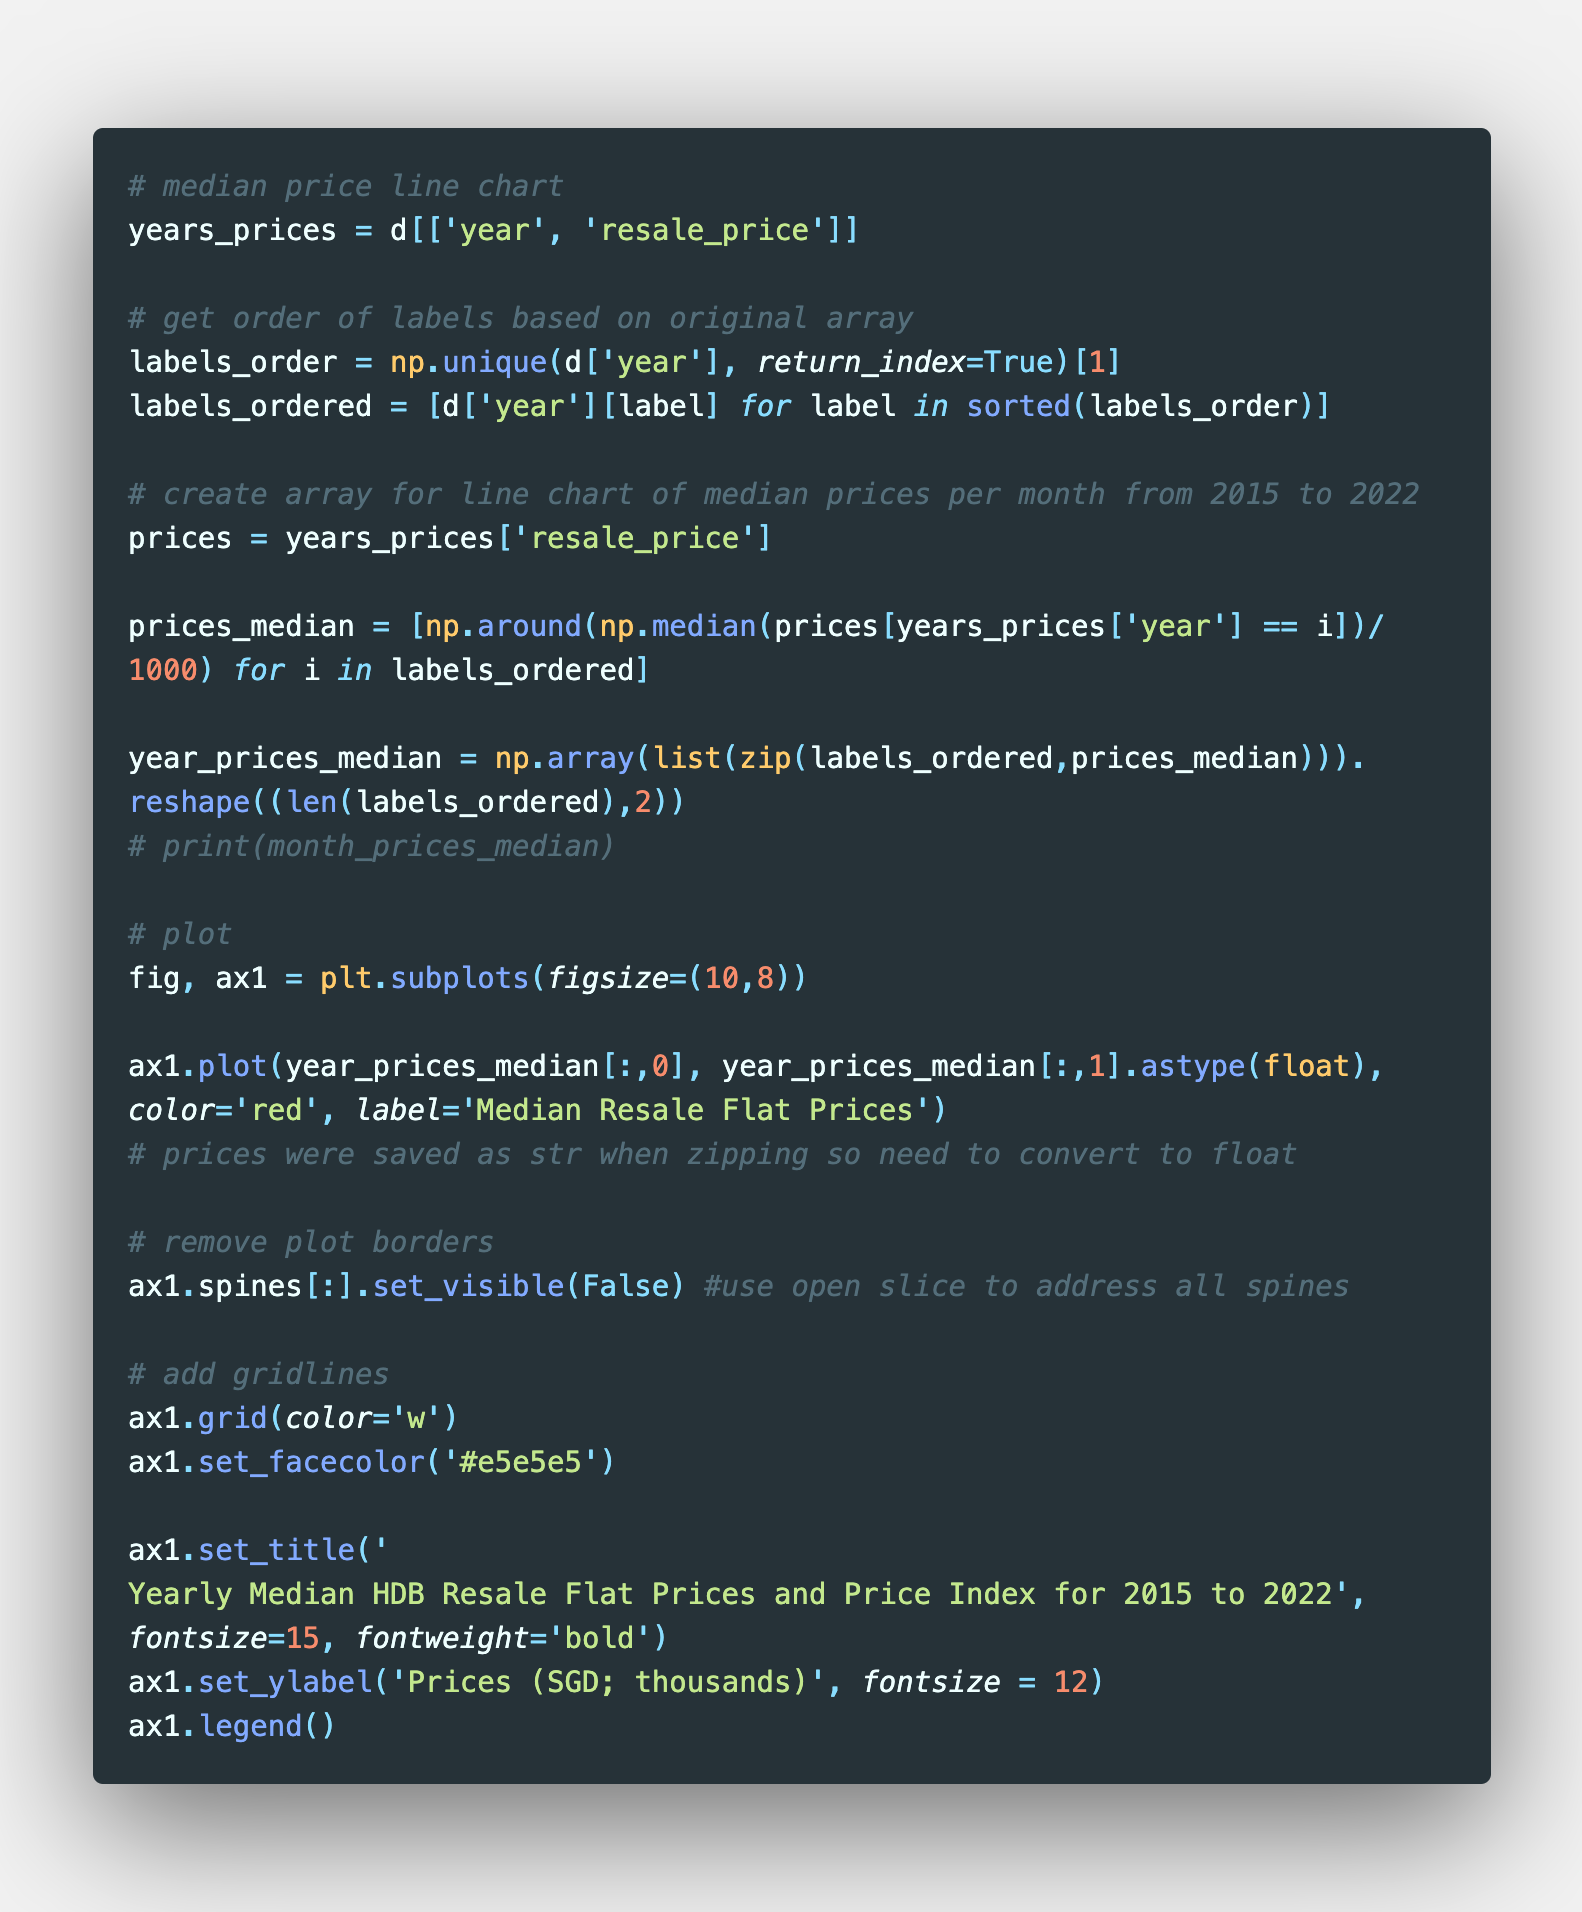 # median price line chart
years_prices = d[['year', 'resale_price']]
# get order of labels based on original array
labels_order = np.unique(d['year'], return_index=True)[1]
labels_ordered = [d['year'][label] for label in sorted(labels_order)]
# create array for line chart of median prices per month from 2015 to 2022
prices = years_prices['resale_price']
prices_median = [np.around(np.median(prices[years_prices['year'] == i])/
1000) for i in labels_ordered]
year_prices_median = np.array(list(zip(labels_ordered,prices_median))).
reshape((len(labels_ordered),2))
# print(month_prices_median)
# plot
fig, ax1 = plt.subplots(figsize=(10,8))
ax1.plot(year_prices_median[:,0], year_prices_median[:,1].astype(float),
color='red', label='Median Resale Flat Prices')
# prices were saved as str when zipping so need to convert to float
# remove plot borders
ax1.spines[:].set_visible(False) #use open slice to address all spines
# add gridlines
ax1.grid(color='w')
ax1.set_facecolor('#e5e5e5')
ax1.set_title('
Yearly Median HDB Resale Flat Prices and Price Index for 2015 to 2022',
fontsize=15, fontweight='bold')
ax1.set_ylabel('Prices (SGD; thousands)', fontsize = 12)
ax1.legend()